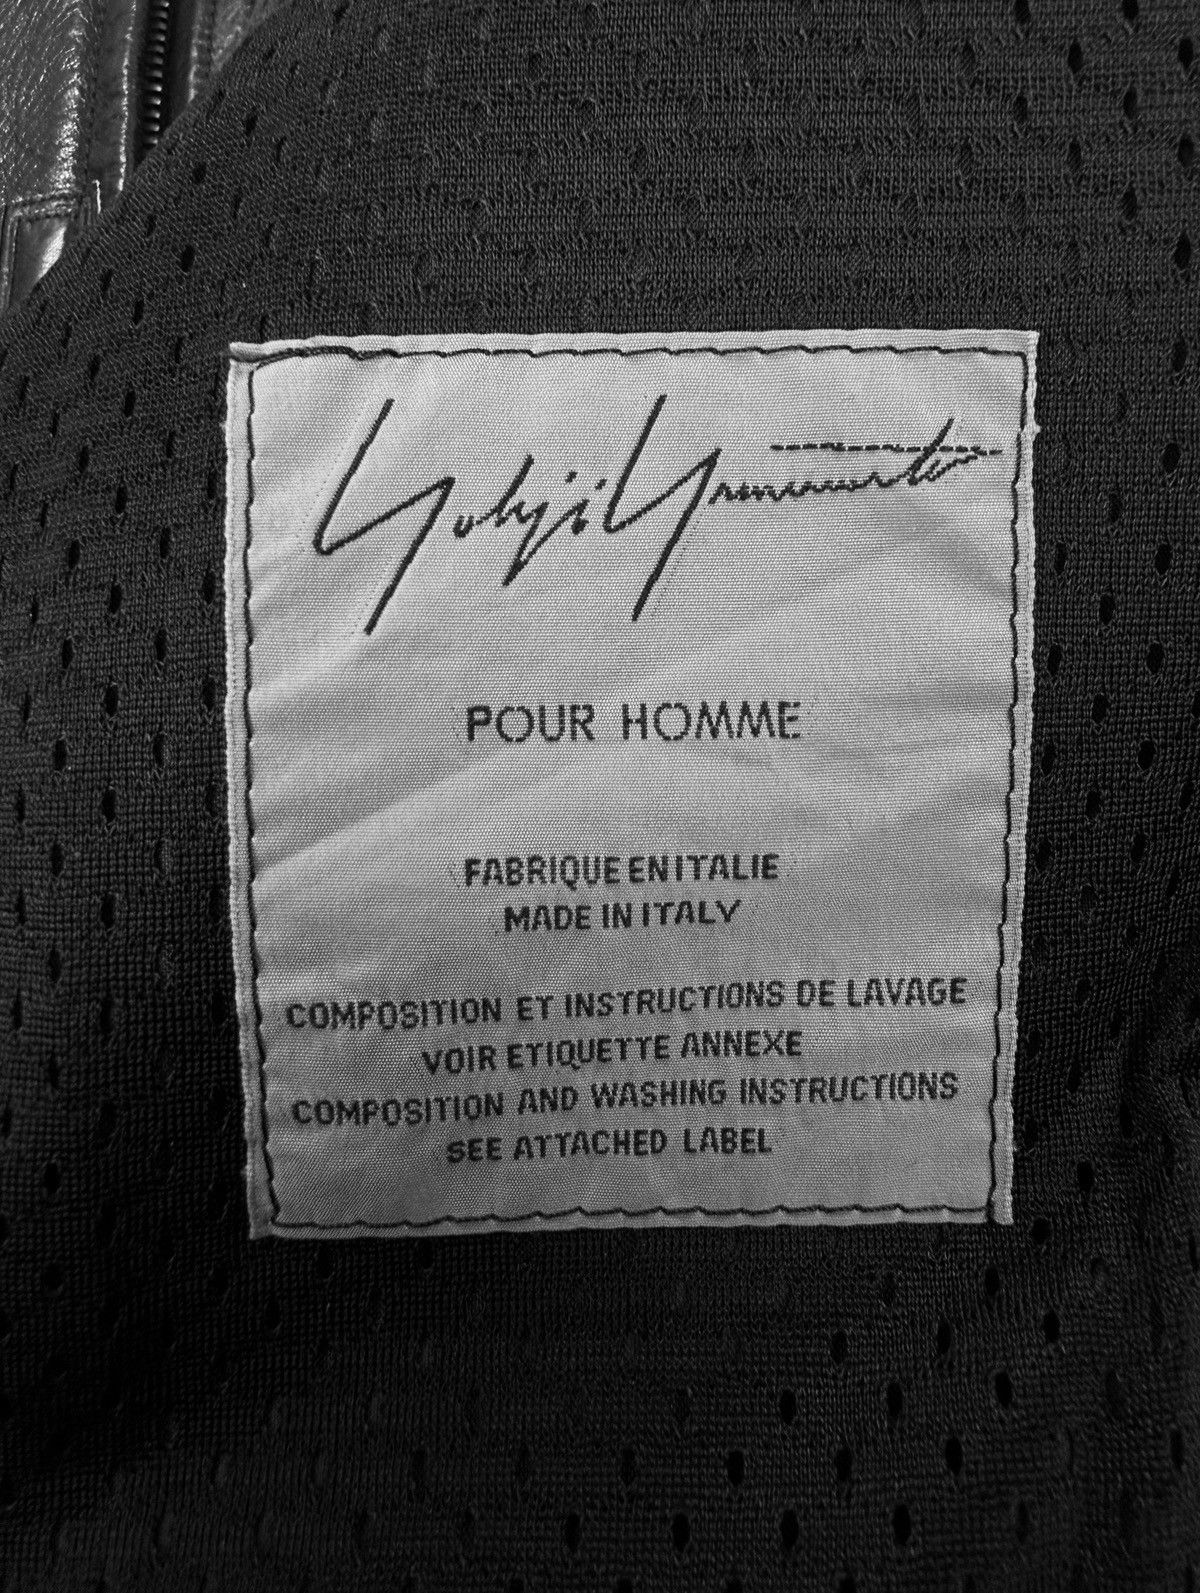 Yohji Yamamoto
POUR HOMME
FABRIQUE EN ITALIE
MADE IN ITALY
COMPOSITION ET INSTRUCTIONS DE LAVAGE
VOIR ETIQUETTE ANNEXE
COMPOSITION AND WASHING INSTRUCTIONS
SEE ATTACHED LABEL